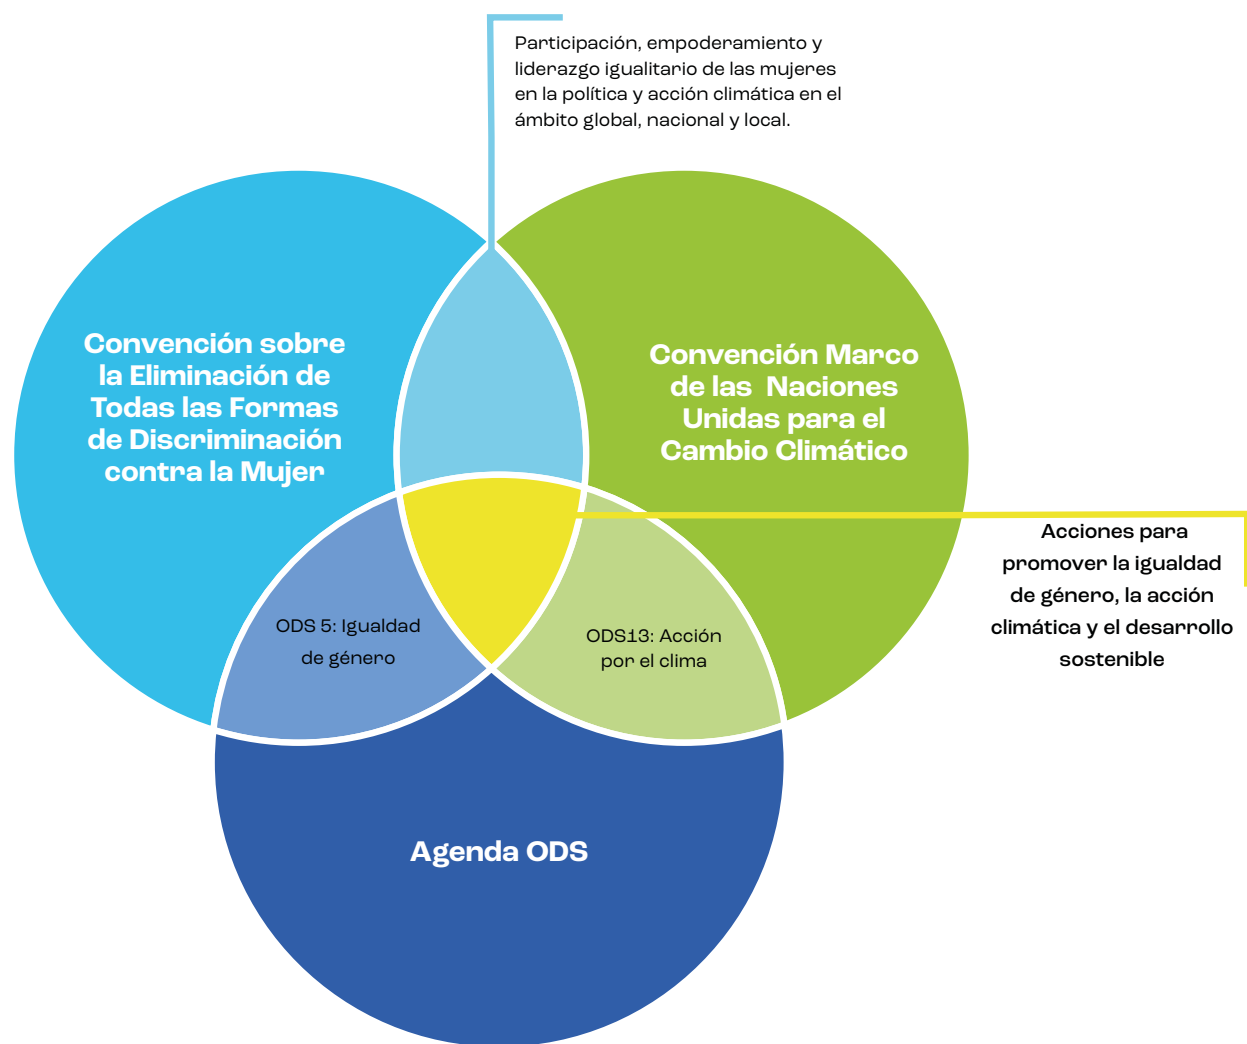 Participación, empoderamiento y
liderazgo igualitario de las mujeres
en la política y acción climática en el
ámbito global, nacional y local.
Convención sobre
la Eliminación de
Todas las Formas
de Discriminación
contra la Mujer
Convención Marco
de las Naciones
Unidas para el
Cambio Climático
Acciones para
promover la igualdad
de género, la acción
climática y el desarrollo
sostenible
ODS 5: Igualdad
de género
ODS13: Acción
por el clima
Agenda ODS